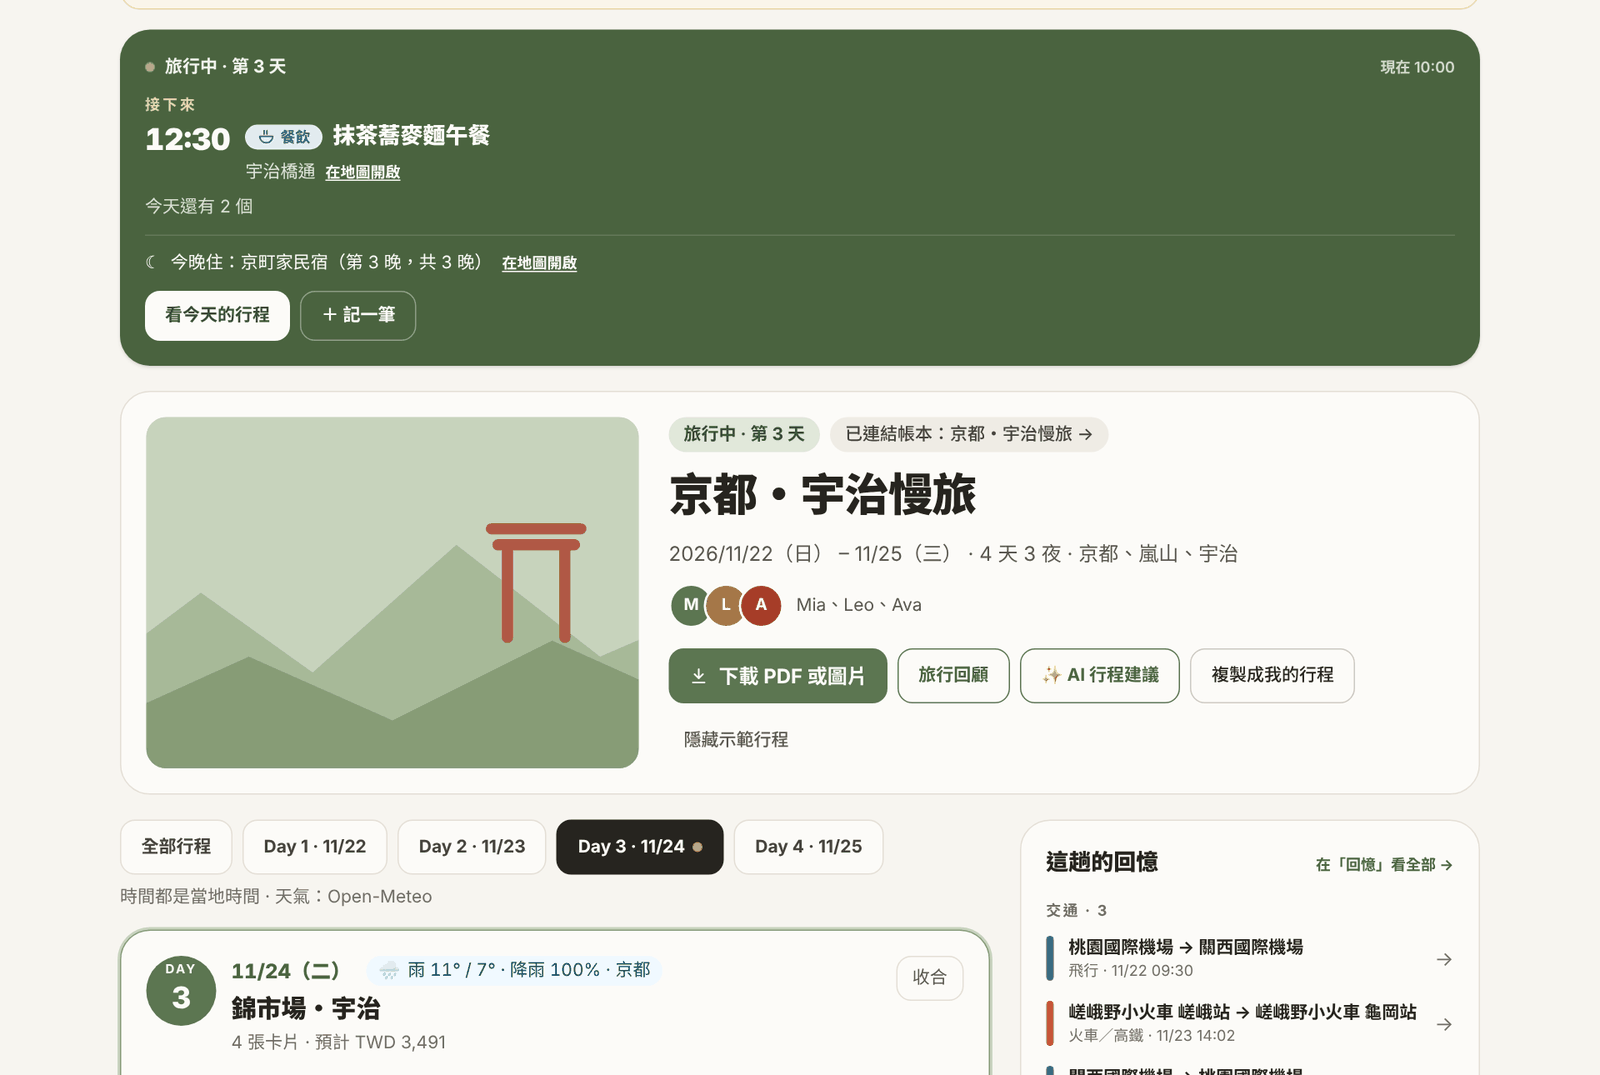 旅行中 · 第 3 天
現在 10:00
接下來
12:30 餐飲 抹茶蕎麥麵午餐
宇治橋通 在地圖開啟
今天還有 2 個
今晚住：京町家民宿（第 3 晚，共 3 晚） 在地圖開啟
看今天的行程
＋ 記一筆
旅行中 · 第 3 天
已連結帳本：京都・宇治慢旅 →
京都・宇治慢旅
2026/11/22（日） – 11/25（三） · 4 天 3 夜 · 京都、嵐山、宇治
M L A Mia、Leo、Ava
下載 PDF 或圖片
旅行回顧
✨ AI 行程建議
複製成我的行程
隱藏示範行程
全部行程
Day 1 · 11/22
Day 2 · 11/23
Day 3 · 11/24
Day 4 · 11/25
時間都是當地時間 · 天氣：Open-Meteo
DAY 3
11/24（二） 雨 11° / 7° · 降雨 100% · 京都
收合
錦市場・宇治
4 張卡片 · 預計 TWD 3,491
這趟的回憶
在「回憶」看全部 →
交通 · 3
桃園國際機場 → 關西國際機場
飛行 · 11/22 09:30
嵯峨野小火車 嵯峨站 → 嵯峨野小火車 龜岡站
火車／高鐵 · 11/23 14:02
關西國際機場 → 桃園國際機場